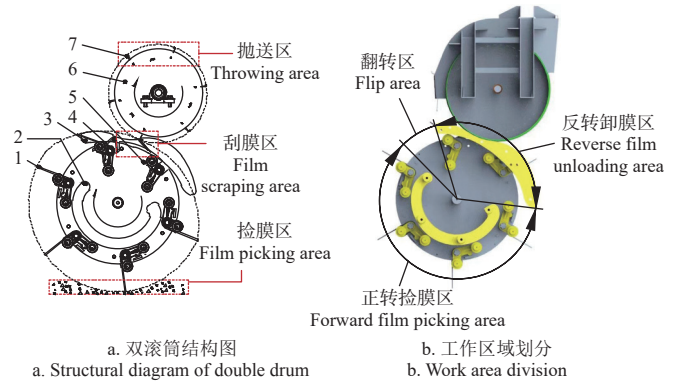 7
6
5
4
3
2
1
抛送区
Throwing area
刮膜区
Film
scraping area
捡膜区
Film picking area
a. 双滚筒结构图
a. Structural diagram of double drum
翻转区
Flip area
反转卸膜区
Reverse film
unloading area
正转捡膜区
Forward film picking area
b. 工作区域划分
b. Work area division